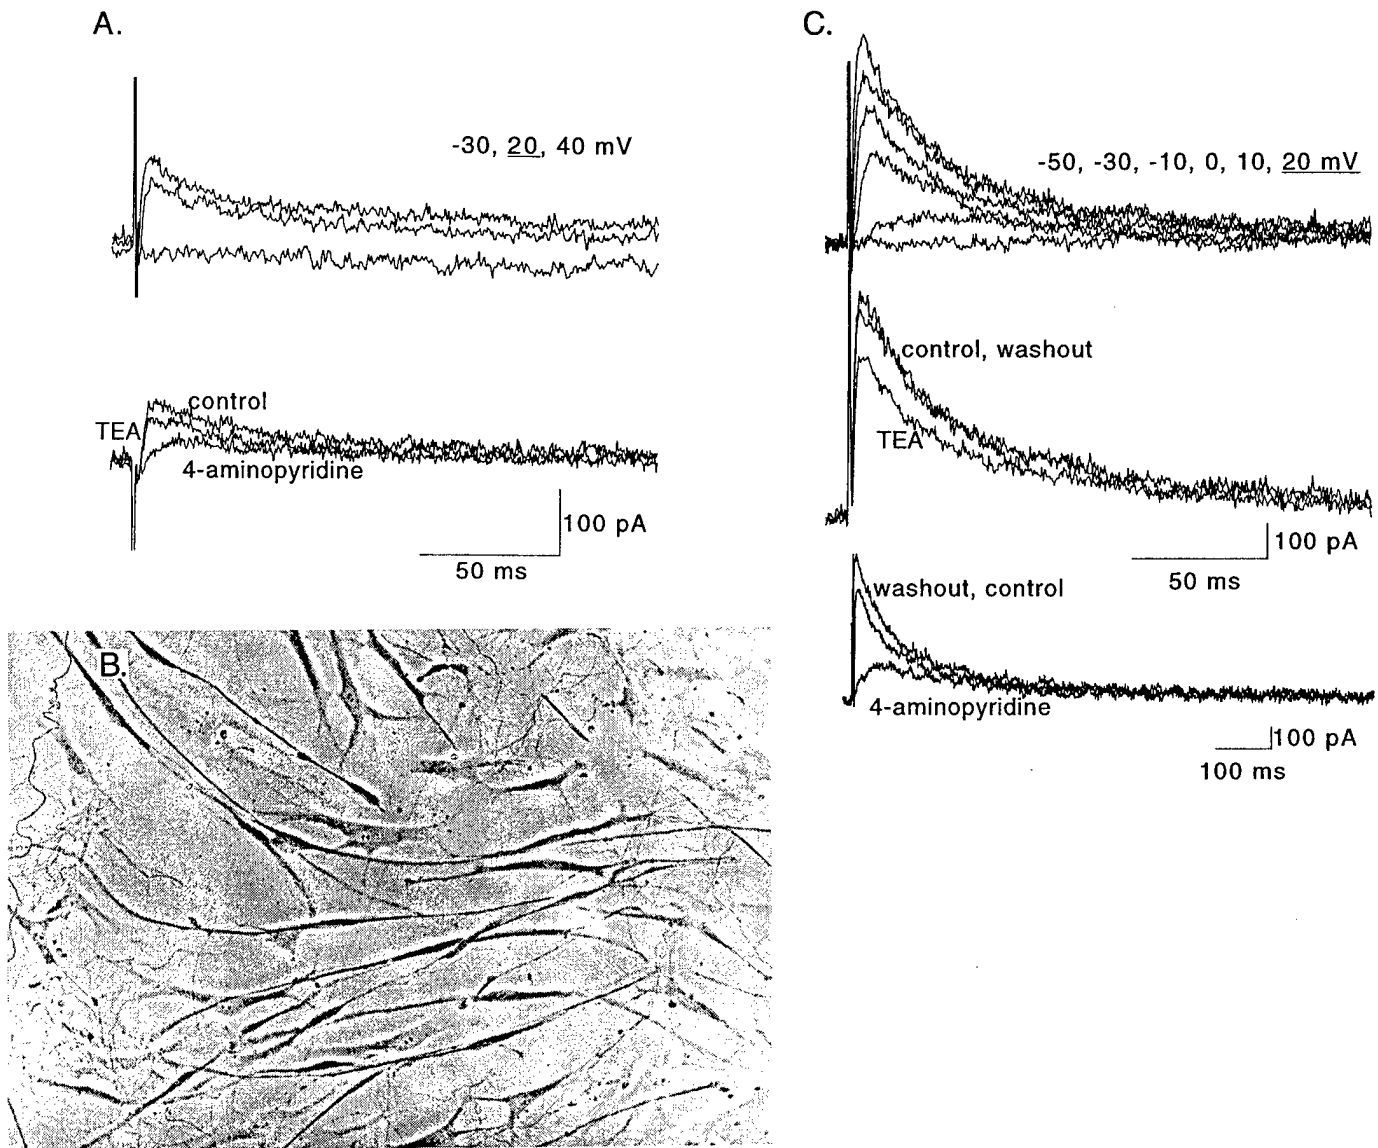 A.
-30, 20, 40 mV
control
TEA
4-aminopyridine
100 pA
50 ms
B.
C.
-50, -30, -10, 0, 10, 20 mV
control, washout
TEA
100 pA
50 ms
washout, control
4-aminopyridine
100 pA
100 ms